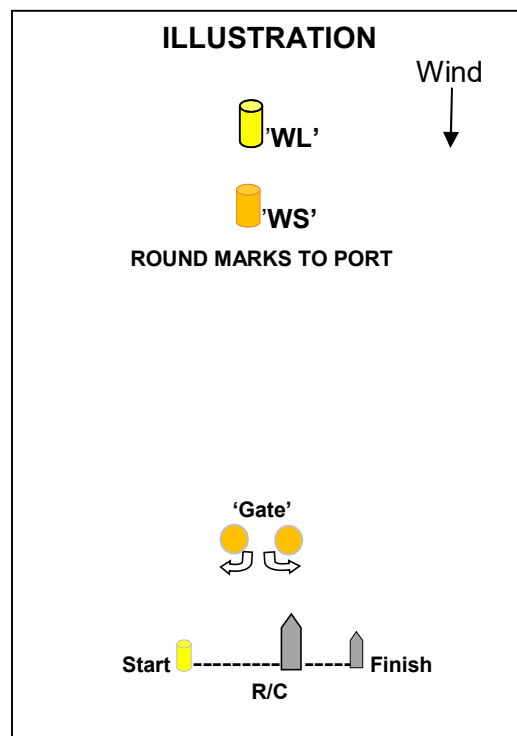 ILLUSTRATION
Wind
'WL'
'WS'
ROUND MARKS TO PORT
'Gate'
Start
Finish
R/C